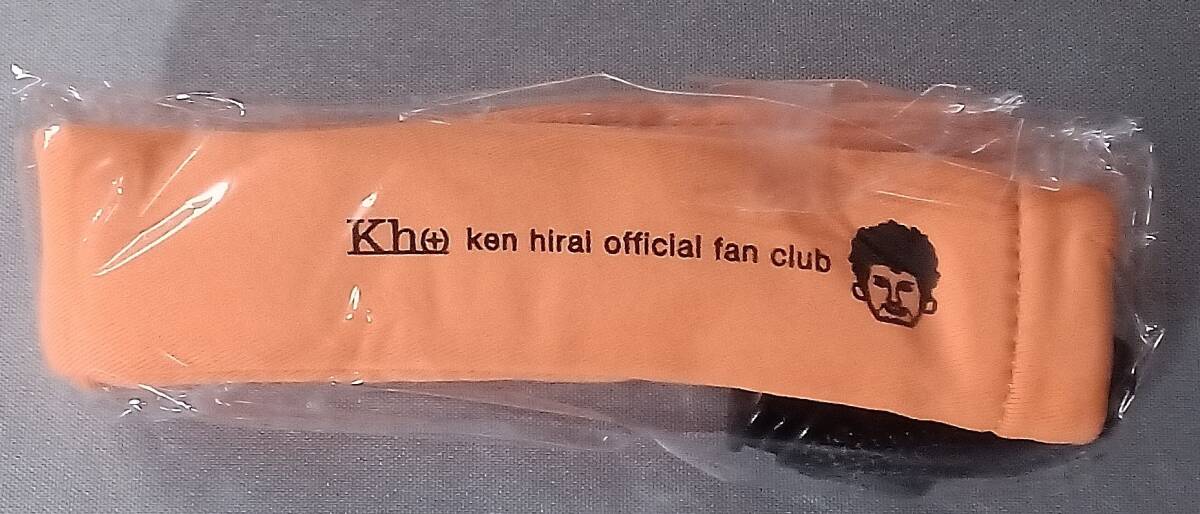 Kh(+) ken hirai official fan club